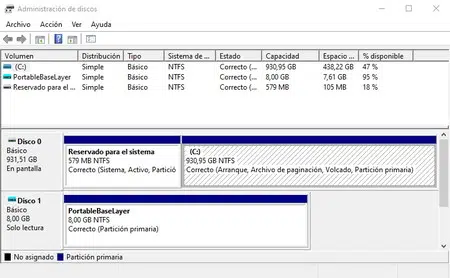 Administración de discos
Archivo Acción Ver Ayuda
Volumen Distribución Tipo Sistema de ... Estado Capacidad Espacio ... % disponible
(C:) Simple Básico NTFS Correcto (... 930,95 GB 438,22 GB 47 %
PortableBaseLayer Simple Básico NTFS Correcto (... 8,00 GB 7,61 GB 95 %
Reservado para el ... Simple Básico NTFS Correcto (... 579 MB 105 MB 18 %
Disco 0
Básico
931,51 GB
En pantalla
Reservado para el sistema
579 MB NTFS
Correcto (Sistema, Activo, Partició
(C:)
930,95 GB NTFS
Correcto (Arranque, Archivo de paginación, Volcado, Partición primaria)
Disco 1
Básico
8,00 GB
Solo lectura
PortableBaseLayer
8,00 GB NTFS
Correcto (Partición primaria)
No asignado Partición primaria